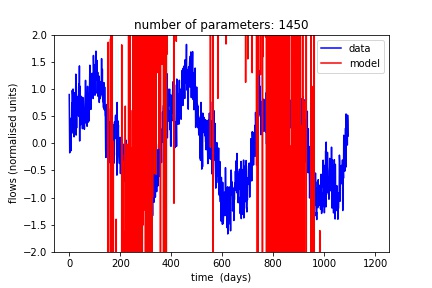 number of parameters: 1450
2.0
1.5
1.0
0.5
0.0
−0.5
−1.0
−1.5
−2.0
flows (normalised units)
data
model
0 200 400 600 800 1000 1200
time (days)